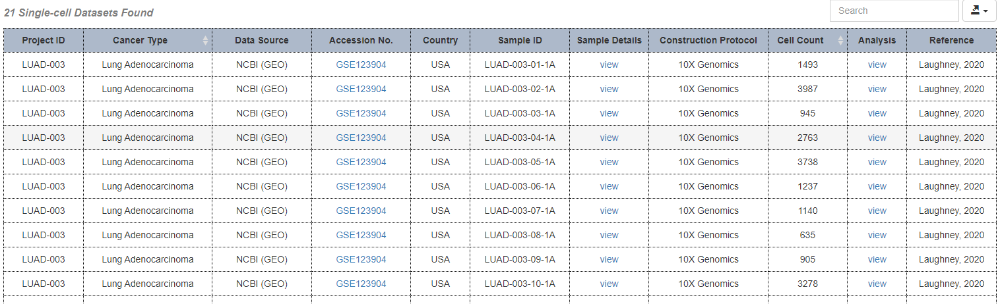 21 Single-cell Datasets Found
Search
Project ID Cancer Type Data Source Accession No. Country Sample ID Sample Details Construction Protocol Cell Count Analysis Reference
LUAD-003 Lung Adenocarcinoma NCBI (GEO) GSE123904 USA LUAD-003-01-1A view 10X Genomics 1493 view Laughney, 2020
LUAD-003 Lung Adenocarcinoma NCBI (GEO) GSE123904 USA LUAD-003-02-1A view 10X Genomics 3987 view Laughney, 2020
LUAD-003 Lung Adenocarcinoma NCBI (GEO) GSE123904 USA LUAD-003-03-1A view 10X Genomics 945 view Laughney, 2020
LUAD-003 Lung Adenocarcinoma NCBI (GEO) GSE123904 USA LUAD-003-04-1A view 10X Genomics 2763 view Laughney, 2020
LUAD-003 Lung Adenocarcinoma NCBI (GEO) GSE123904 USA LUAD-003-05-1A view 10X Genomics 3738 view Laughney, 2020
LUAD-003 Lung Adenocarcinoma NCBI (GEO) GSE123904 USA LUAD-003-06-1A view 10X Genomics 1237 view Laughney, 2020
LUAD-003 Lung Adenocarcinoma NCBI (GEO) GSE123904 USA LUAD-003-07-1A view 10X Genomics 1140 view Laughney, 2020
LUAD-003 Lung Adenocarcinoma NCBI (GEO) GSE123904 USA LUAD-003-08-1A view 10X Genomics 635 view Laughney, 2020
LUAD-003 Lung Adenocarcinoma NCBI (GEO) GSE123904 USA LUAD-003-09-1A view 10X Genomics 905 view Laughney, 2020
LUAD-003 Lung Adenocarcinoma NCBI (GEO) GSE123904 USA LUAD-003-10-1A view 10X Genomics 3278 view Laughney, 2020